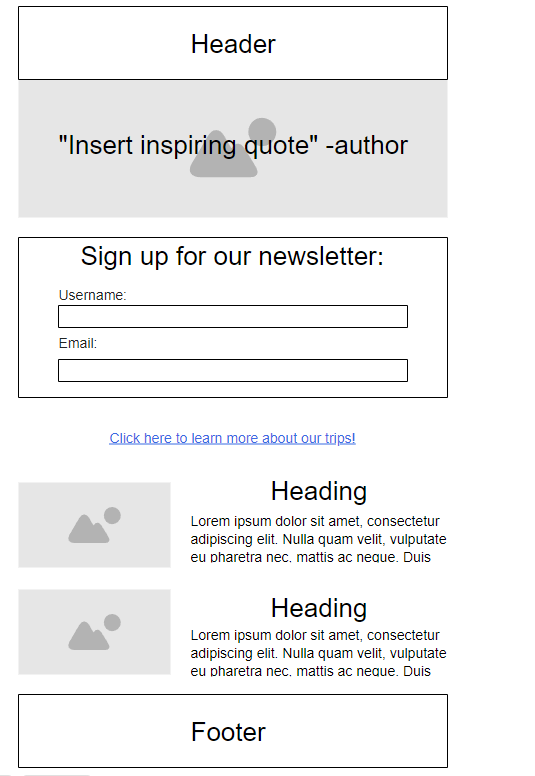 Header
"Insert inspiring quote" -author
Sign up for our newsletter:
Username:
Email:
Click here to learn more about our trips!
Heading
Lorem ipsum dolor sit amet, consectetur
adipiscing elit. Nulla quam velit, vulputate
eu pharetra nec, mattis ac neque. Duis
Heading
Lorem ipsum dolor sit amet, consectetur
adipiscing elit. Nulla quam velit, vulputate
eu pharetra nec, mattis ac neque. Duis
Footer